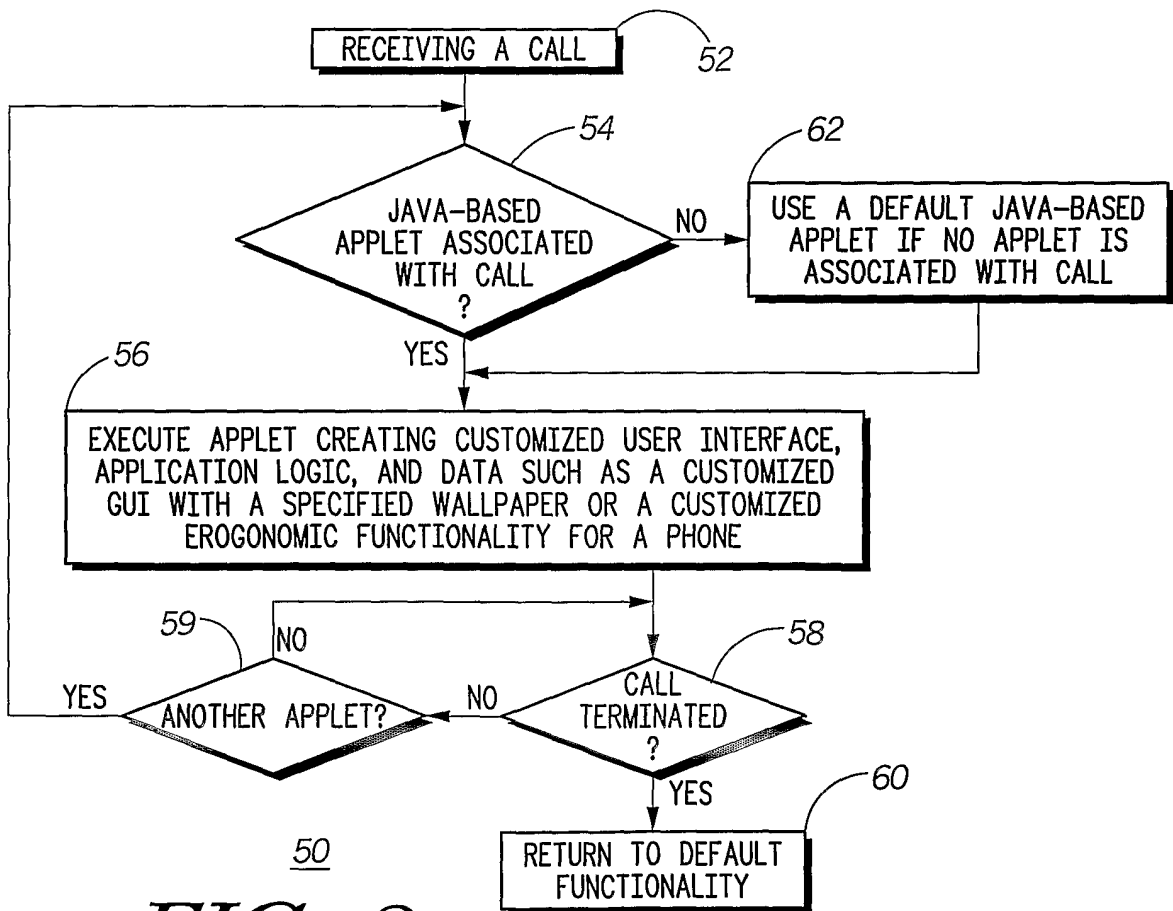 RECEIVING A CALL
52
54
JAVA-BASED
APPLET ASSOCIATED
WITH CALL
?
NO
62
USE A DEFAULT JAVA-BASED
APPLET IF NO APPLET IS
ASSOCIATED WITH CALL
YES
56
EXECUTE APPLET CREATING CUSTOMIZED USER INTERFACE,
APPLICATION LOGIC, AND DATA SUCH AS A CUSTOMIZED
GUI WITH A SPECIFIED WALLPAPER OR A CUSTOMIZED
EROGONOMIC FUNCTIONALITY FOR A PHONE
59
NO
YES
ANOTHER APPLET?
NO
58
CALL
TERMINATED
?
YES
60
RETURN TO DEFAULT
FUNCTIONALITY
50